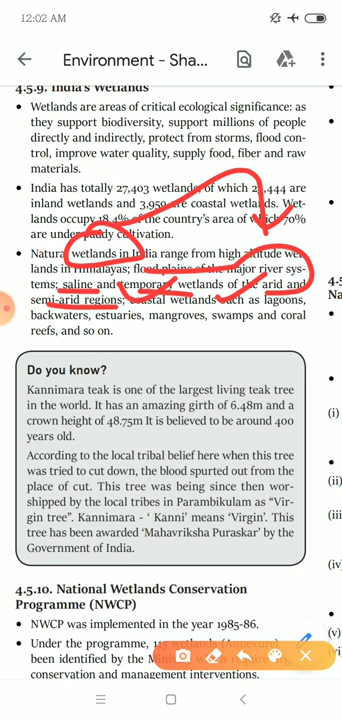 12:02 AM
Environment - Sha...
4.5.9. India's Wetlands
• Wetlands are areas of critical ecological significance: as
they support biodiversity, support millions of people
directly and indirectly, protect from storms, flood con-
trol, improve water quality, supply food, fiber and raw
materials.
• India has totally 27,403 wetlands, of which 23,444 are
inland wetlands and 3,959 are coastal wetlands. Wet-
lands occupy 18.4% of the country's area of which 70%
are under paddy cultivation.
• Natural wetlands in India range from high altitude wet
lands in Himalayas; flood plains of the major river sys-
tems; saline and temporary wetlands of the arid and
semi-arid regions; coastal wetlands such as lagoons,
backwaters, estuaries, mangroves, swamps and coral
reefs, and so on.
Do you know?
Kannimara teak is one of the largest living teak tree
in the world. It has an amazing girth of 6.48m and a
crown height of 48.75m It is believed to be around 400
years old.
According to the local tribal belief here when this
tree was tried to cut down, the blood spurted out from the
place of cut. This tree was being since then wor-
shipped by the local tribes in Parambikulam as "Vir-
gin tree". Kannimara - ' Kanni' means 'Virgin'. This
tree has been awarded 'Mahavriksha Puraskar' by the
Government of India.
4.5.10. National Wetlands Conservation
Programme (NWCP)
• NWCP was implemented in the year 1985-86.
• Under the programme, 115 wetlands (Annexure)
been identified by the
conservation and management interventions.
4.5
Na
(i)
(ii)
(iii
(iv)
(v)